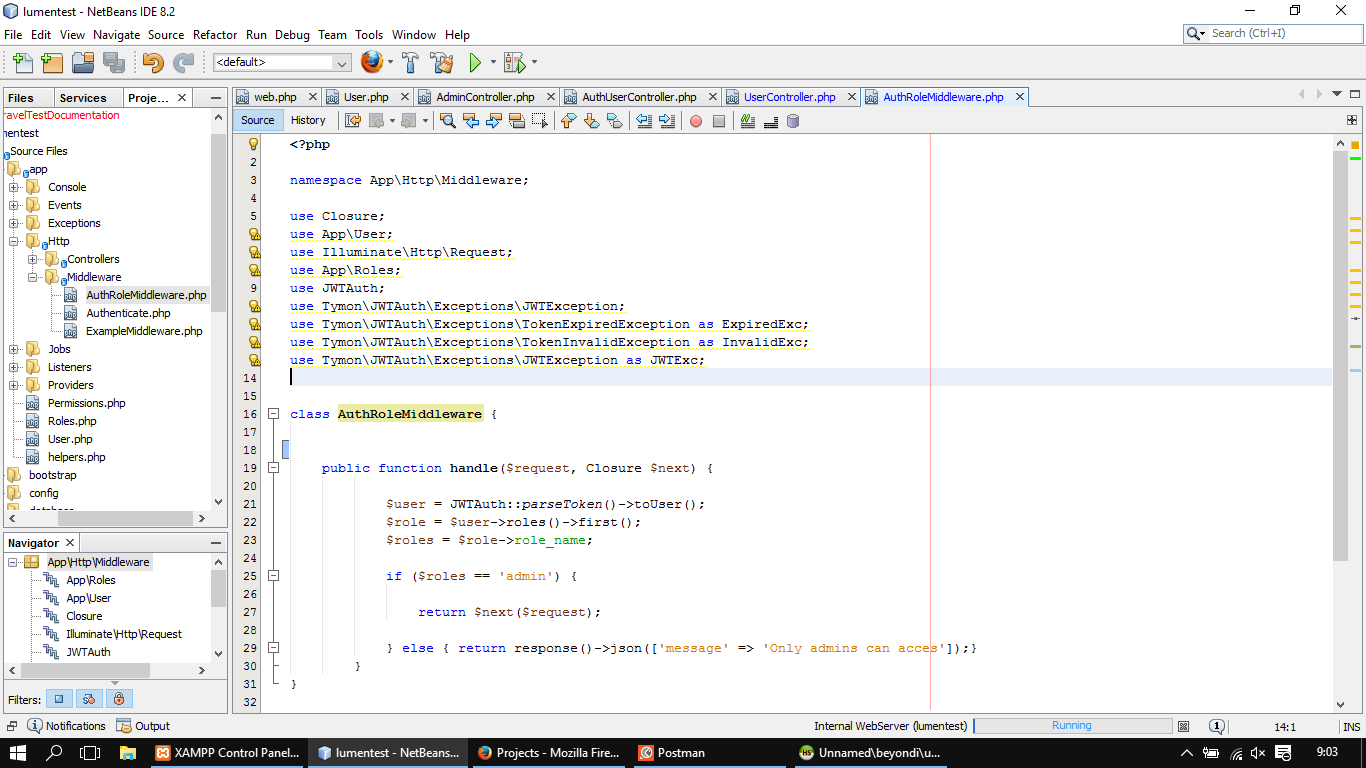 lumentest - NetBeans IDE 8.2
File Edit View Navigate Source Refactor Run Debug Team Tools Window Help
Search (Ctrl+I)
<default>
Files Services Proje... ×
web.php User.php AdminController.php AuthUserController.php UserController.php AuthRoleMiddleware.php
Source History
ravelTestDocumentation
nentest
Source Files
app
Console
Events
Exceptions
Http
Controllers
Middleware
AuthRoleMiddleware.php
Authenticate.php
ExampleMiddleware.php
Jobs
Listeners
Providers
Permissions.php
Roles.php
User.php
helpers.php
bootstrap
config
database
Navigator
App\Http\Middleware
App\Roles
App\User
Closure
Illuminate\Http\Request
JWTAuth
Filters:
<?php
2
3 namespace App\Http\Middleware;
4
5 use Closure;
use App\User;
use Illuminate\Http\Request;
use App\Roles;
9 use JWTAuth;
use Tymon\JWTAuth\Exceptions\JWTException;
use Tymon\JWTAuth\Exceptions\TokenExpiredException as ExpiredExc;
use Tymon\JWTAuth\Exceptions\TokenInvalidException as InvalidExc;
use Tymon\JWTAuth\Exceptions\JWTException as JWTExc;
14
15
16 class AuthRoleMiddleware {
17
18
19 public function handle($request, Closure $next) {
20
21 $user = JWTAuth::parseToken()->toUser();
22 $role = $user->roles()->first();
23 $roles = $role->role_name;
24
25 if ($roles == 'admin') {
26
27 return $next($request);
28
29 } else { return response()->json(['message' => 'Only admins can acces']);}
30 }
31 }
32
Notifications Output
Internal WebServer (lumentest) Running
1
14:1 INS
XAMPP Control Panel... lumentest - NetBeans... Projects - Mozilla Fire... Postman Unnamed\beyondi\u...
9:03